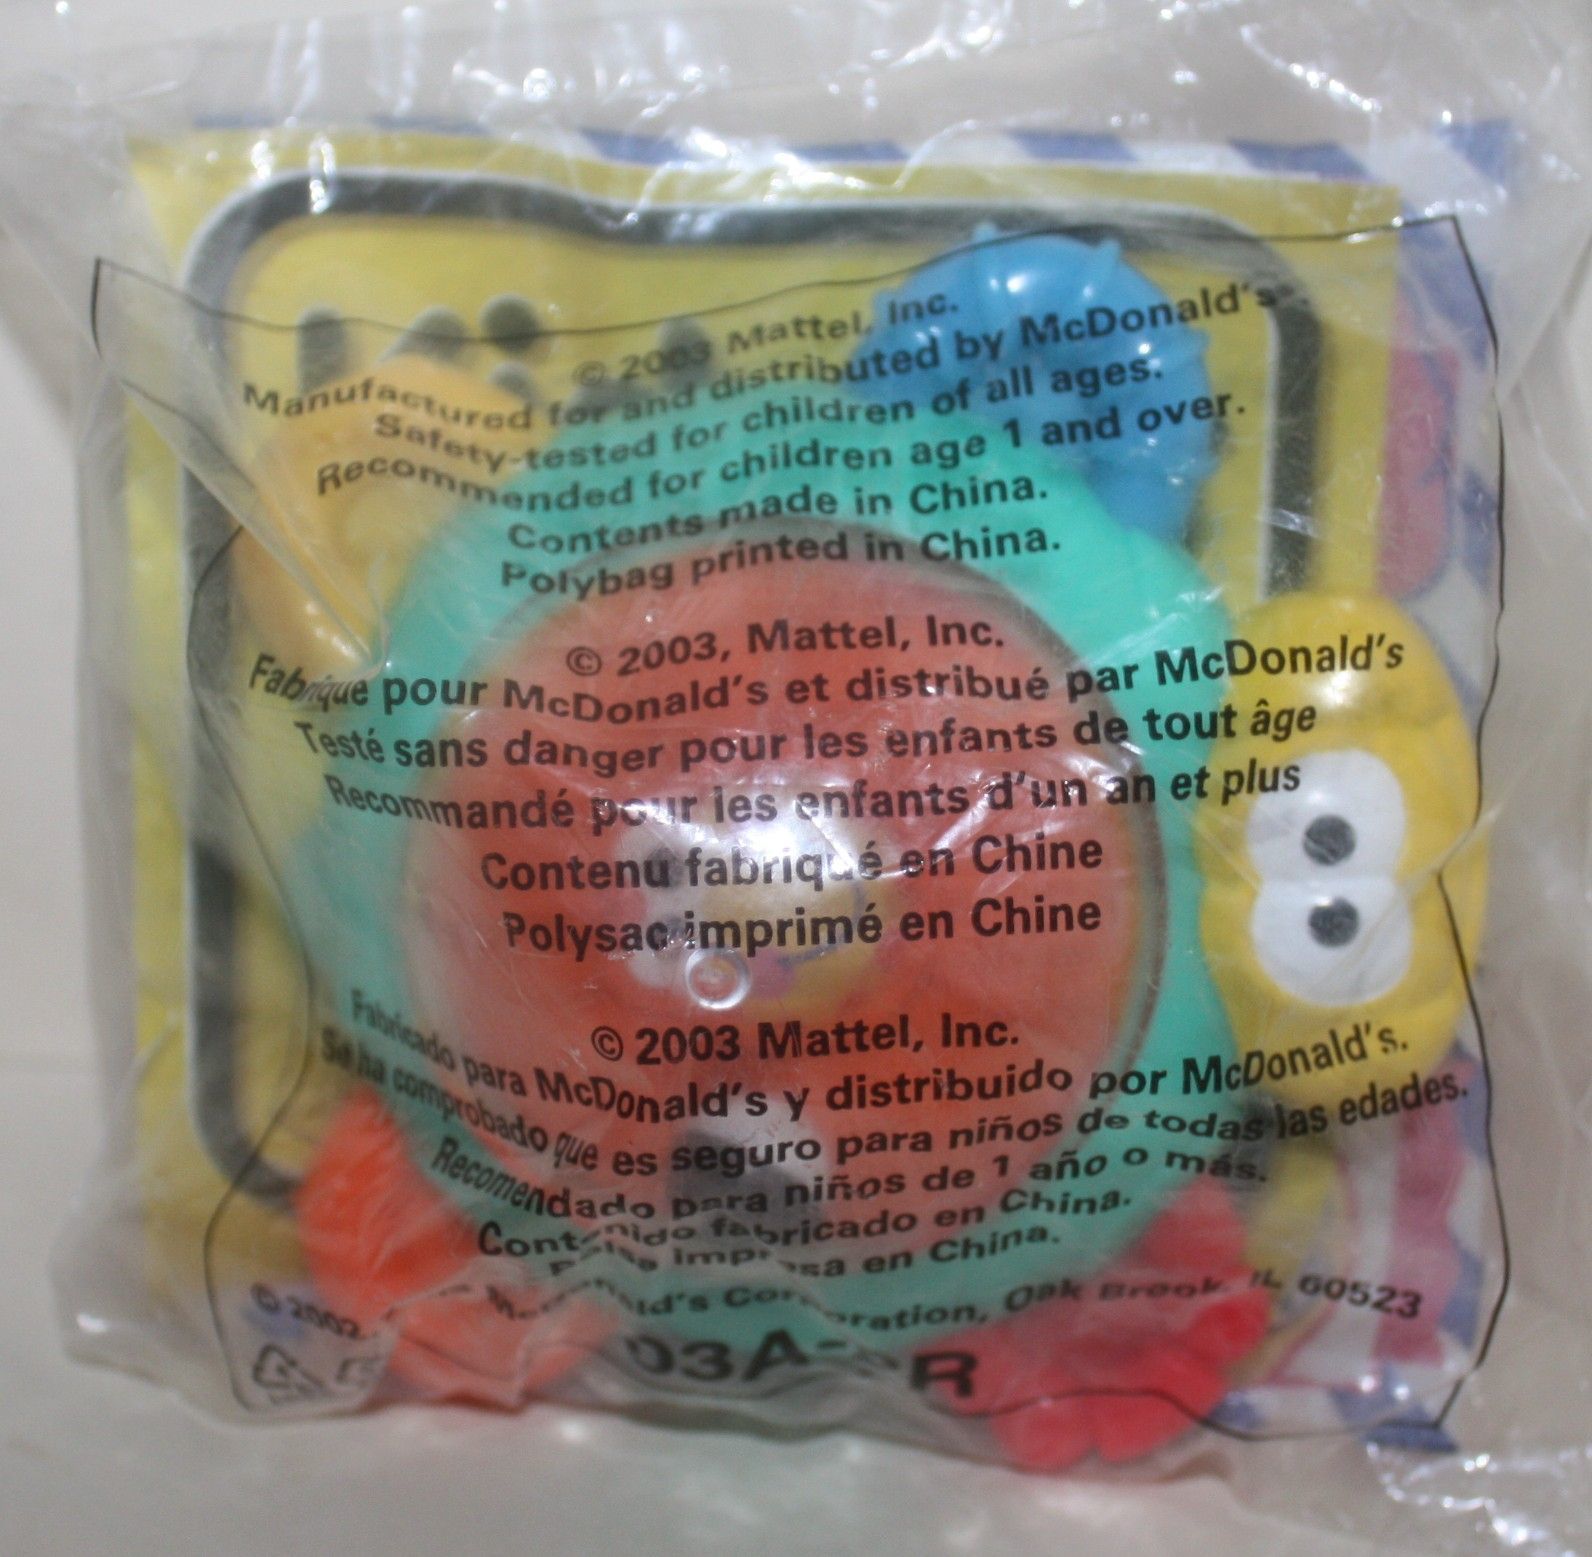 © 2003 Mattel, Inc.
Manufactured for and distributed by McDonald's
Safety-tested for children of all ages.
Recommended for children age 1 and over.
Contents made in China.
Polybag printed in China.
© 2003, Mattel, Inc.
Fabrique pour McDonald's et distribué par McDonald's
Testé sans danger pour les enfants de tout âge
Recommandé pour les enfants d'un an et plus
Contenu fabriqué en Chine
Polysac imprimé en Chine
© 2003 Mattel, Inc.
Fabricado para McDonald's y distribuido por McDonald's.
Se ha comprobado que es seguro para niños de todas las edades.
Recomendado para niños de 1 año o más.
Contenido fabricado en China.
impresa en China.
© 2002 McDonald's Corporation, Oak Brook, IL 60523